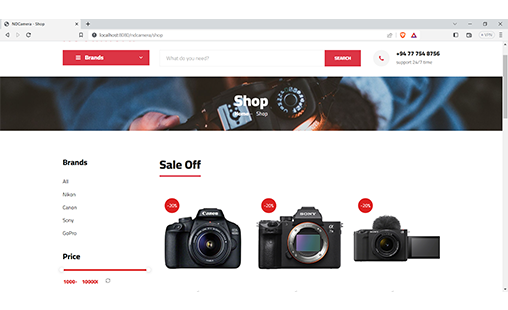 NDCamera - Shop
localhost:8080/ndcamera/shop
Brands
What do you need?
SEARCH
+94 77 754 8756
support 24/7 time
Shop
Home Shop
Brands
All
Nikon
Canon
Sony
GoPro
Price
1000 - 10000
Sale Off
-20%
-20%
-20%
Canon
SONY